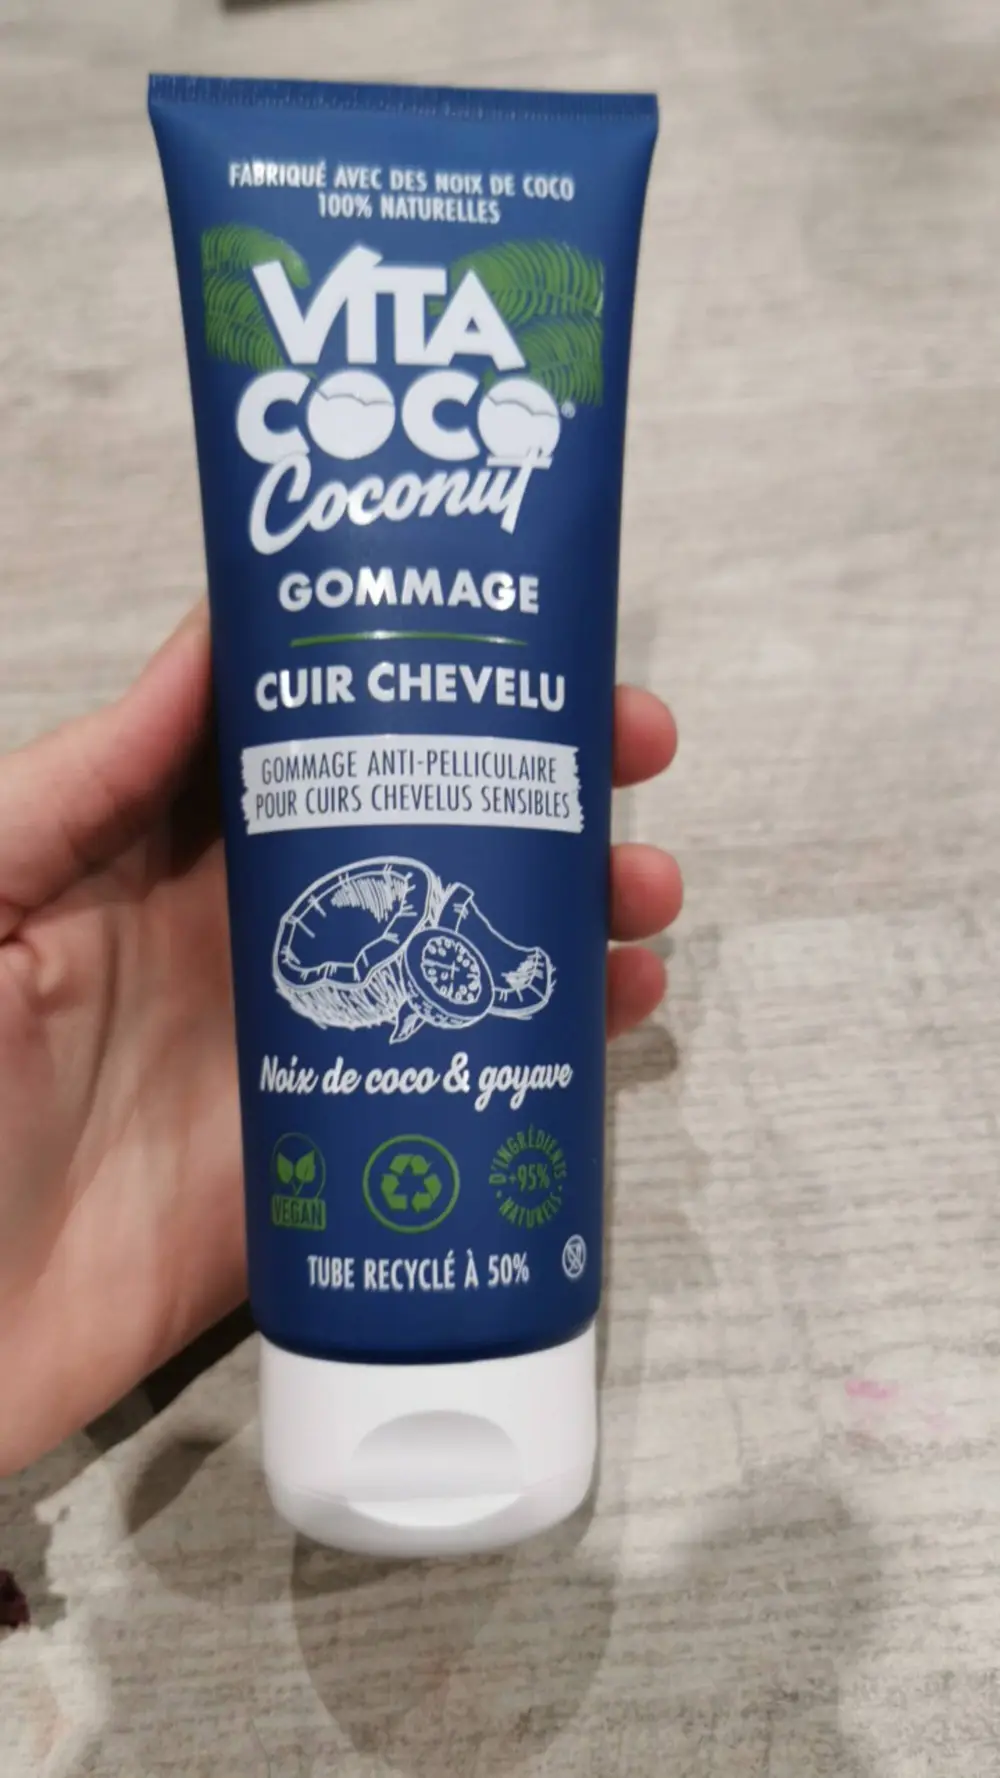 FABRIQUÉ AVEC DES NOIX DE COCO
100% NATURELLES
VITA
COCO®
Coconut
GOMMAGE
CUIR CHEVELU
GOMMAGE ANTI-PELLICULAIRE
POUR CUIRS CHEVELUS SENSIBLES
Noix de coco & goyave
VEGAN
+95%
D'INGRÉDIENTS
NATURELS
TUBE RECYCLÉ À 50%